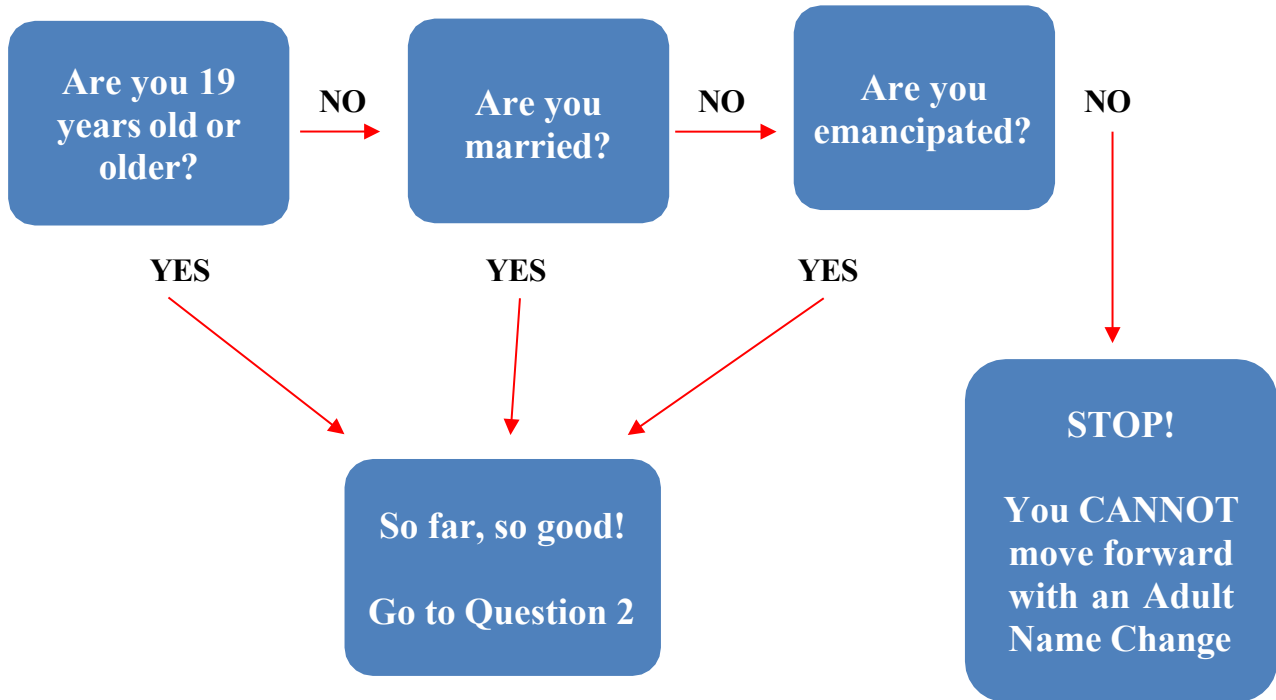 Are you 19
years old or
older?
NO
Are you
married?
NO
Are you
emancipated?
NO
YES
YES
YES
So far, so good!
Go to Question 2
STOP!
You CANNOT
move forward
with an Adult
Name Change